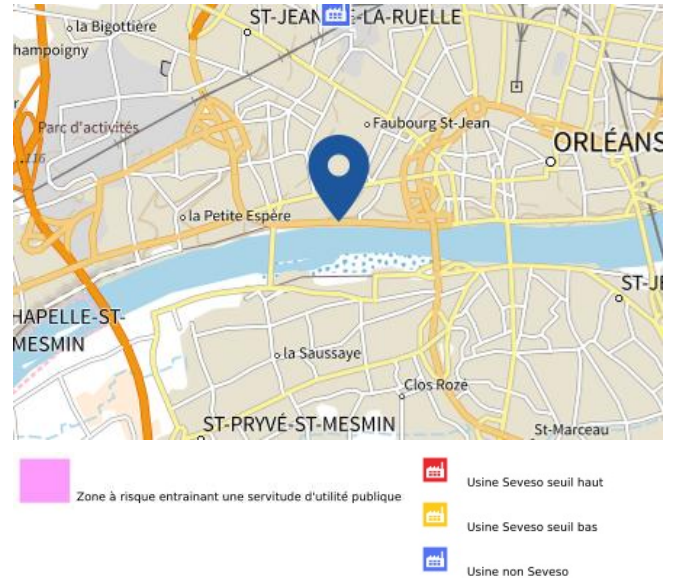 la Bigottière
ST-JEAN
E-LA-RUELLE
hampoigny
Parc d'activités
Faubourg St-Jean
ORLÉANS
116
la Petite Espère
ST-JE
HAPELLE-ST-
MESMIN
la Saussaye
Clos Rozé
ST-PRYVÉ-ST-MESMIN
St-Marceau
Zone à risque entrainant une servitude d'utilité publique
Usine Seveso seuil haut
Usine Seveso seuil bas
Usine non Seveso